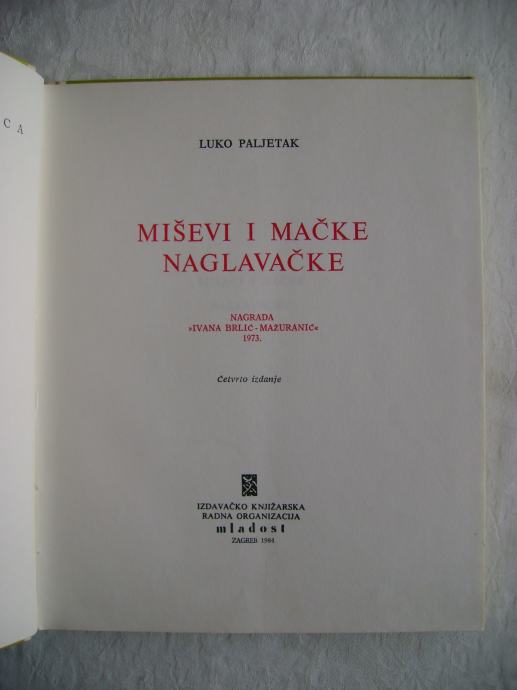 C A
LUKO PALJETAK
MIŠEVI I MAČKE
NAGLAVAČKE
NAGRADA
»IVANA BRLIĆ-MAŽURANIĆ«
1973.
Četvrto izdanje
IZDAVAČKO KNJIŽARSKA
RADNA ORGANIZACIJA
mladost
ZAGREB 1984